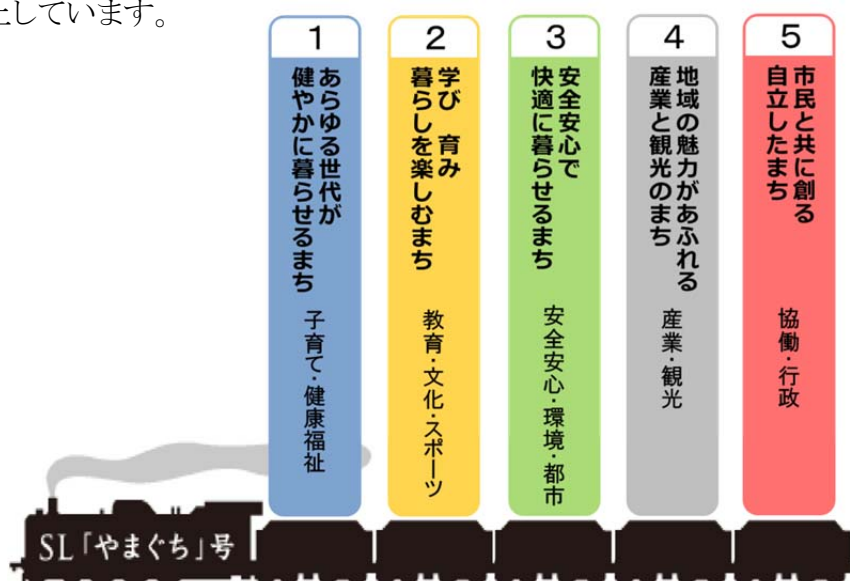 しています。
1
あらゆる世代が
健やかに暮らせるまち
子育て・健康福祉
2
学び 育み
暮らしを楽しむまち
教育・文化・スポーツ
3
安全安心で
快適に暮らせるまち
安全安心・環境・都市
4
地域の魅力があふれる
産業と観光のまち
産業・観光
5
市民と共に創る
自立したまち
協働・行政
SL「やまぐち」号